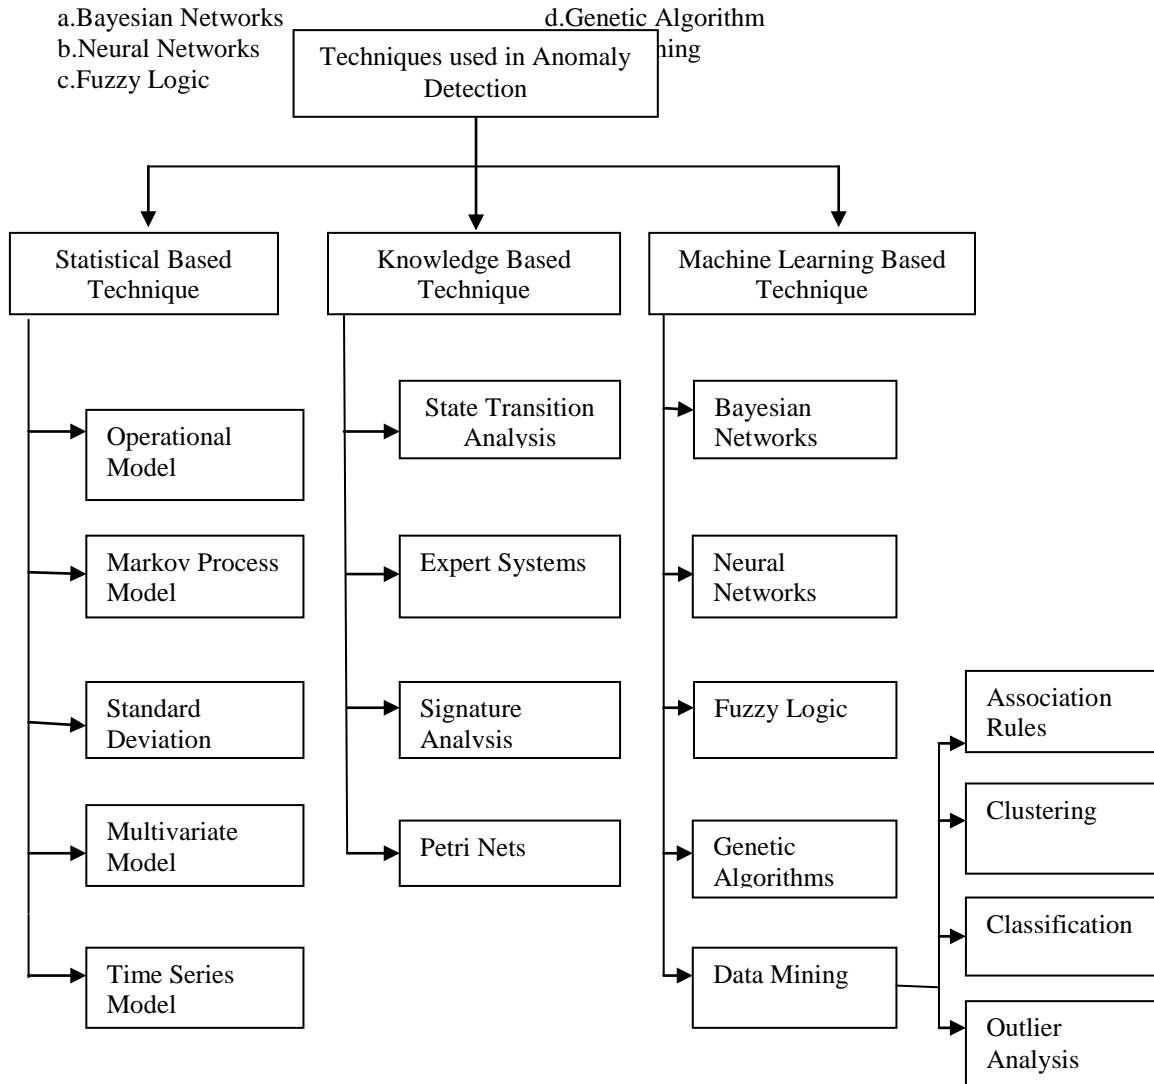 a.Bayesian Networks
b.Neural Networks
c.Fuzzy Logic
d.Genetic Algorithm
Techniques used in Anomaly
Detection
Statistical Based
Technique
Knowledge Based
Technique
Machine Learning Based
Technique
Operational
Model
Markov Process
Model
Standard
Deviation
Multivariate
Model
Time Series
Model
State Transition
Analysis
Expert Systems
Signature
Analysis
Petri Nets
Bayesian
Networks
Neural
Networks
Fuzzy Logic
Genetic
Algorithms
Data Mining
Association
Rules
Clustering
Classification
Outlier
Analysis